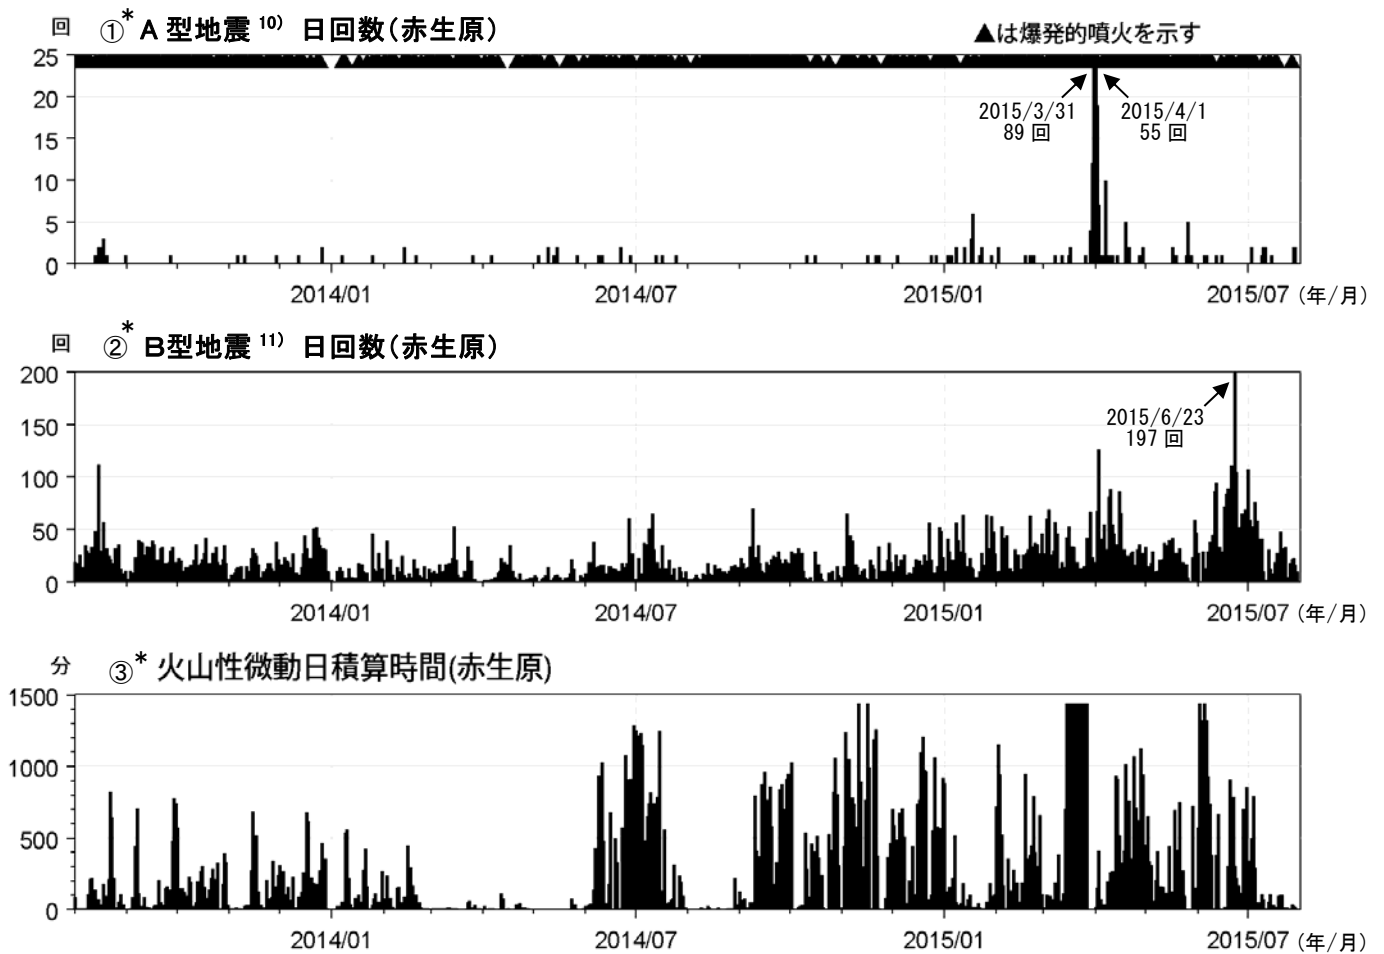 回 ①* A 型地震 10) 日回数(赤生原)
▲は爆発的噴火を示す
25
20
15
10
5
0
2015/3/31
89 回
2015/4/1
55 回
2014/01 2014/07 2015/01 2015/07 (年/月)
回 ②* B型地震 11) 日回数(赤生原)
200
150
100
50
0
2015/6/23
197 回
2014/01 2014/07 2015/01 2015/07 (年/月)
分 ③* 火山性微動日積算時間(赤生原)
1500
1000
500
0
2014/01 2014/07 2015/01 2015/07 (年/月)